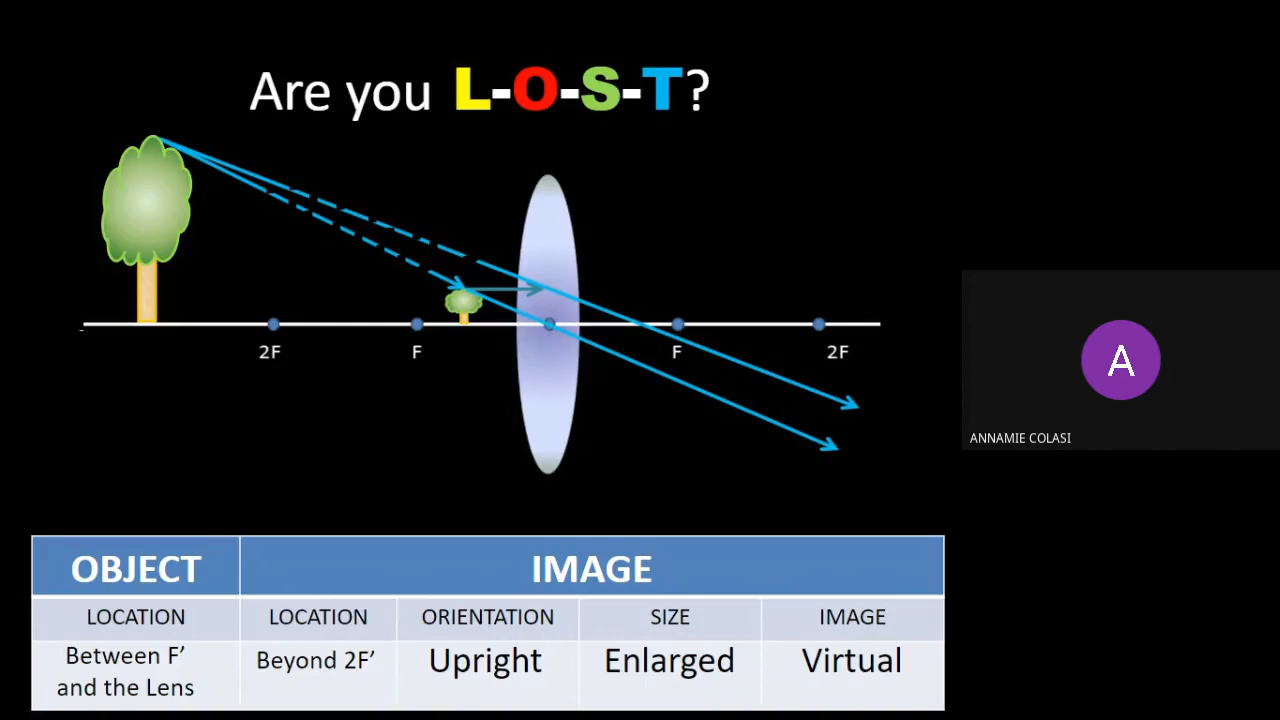 Are you L-O-S-T?
2F
F
F
2F
A
ANNAMIE COLASI
OBJECT
IMAGE
LOCATION
LOCATION
ORIENTATION
SIZE
IMAGE
Between F’
and the Lens
Beyond 2F’
Upright
Enlarged
Virtual